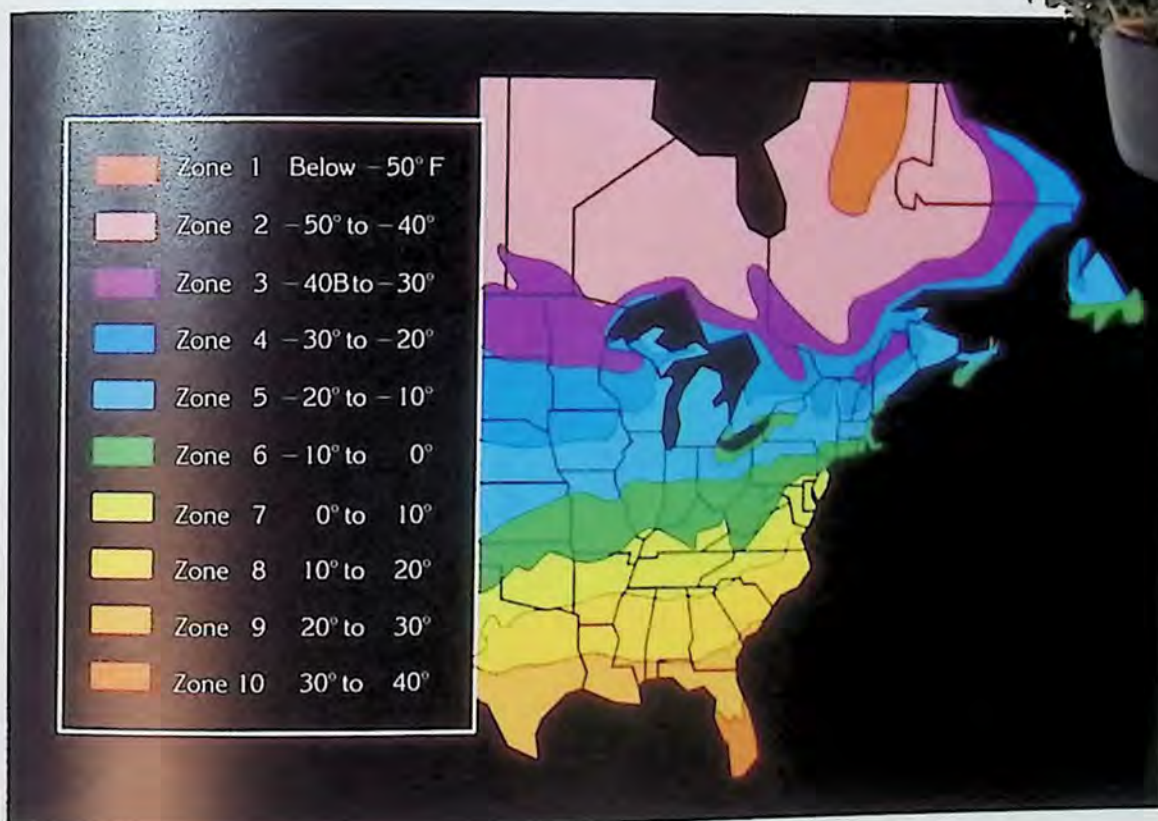 Zone 1 Below −50° F
Zone 2 −50° to −40°
Zone 3 −40B to −30°
Zone 4 −30° to −20°
Zone 5 −20° to −10°
Zone 6 −10° to 0°
Zone 7 0° to 10°
Zone 8 10° to 20°
Zone 9 20° to 30°
Zone 10 30° to 40°